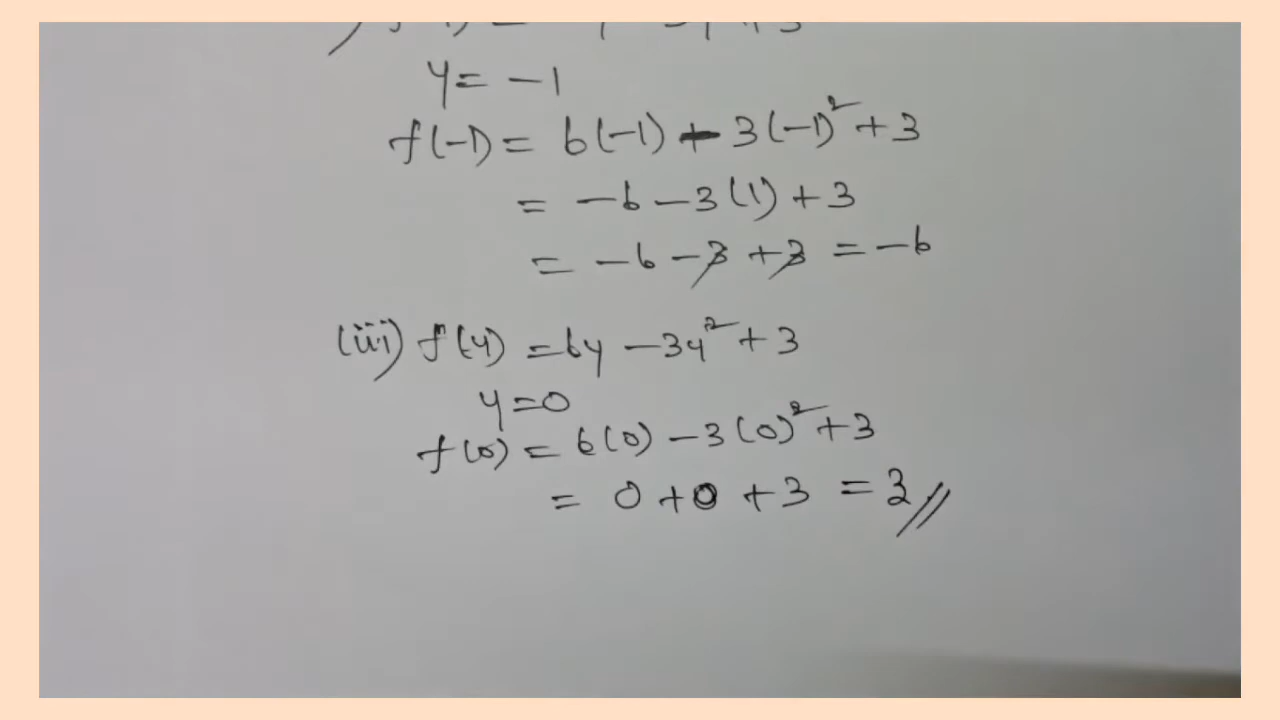 y = -1
f(-1) = 6(-1) - 3(-1)² + 3
= -6 - 3(1) + 3
= -6 - 3 + 3 = -6
(iii) f(y) = 6y - 3y² + 3
y = 0
f(0) = 6(0) - 3(0)² + 3
= 0 + 0 + 3 = 3 //